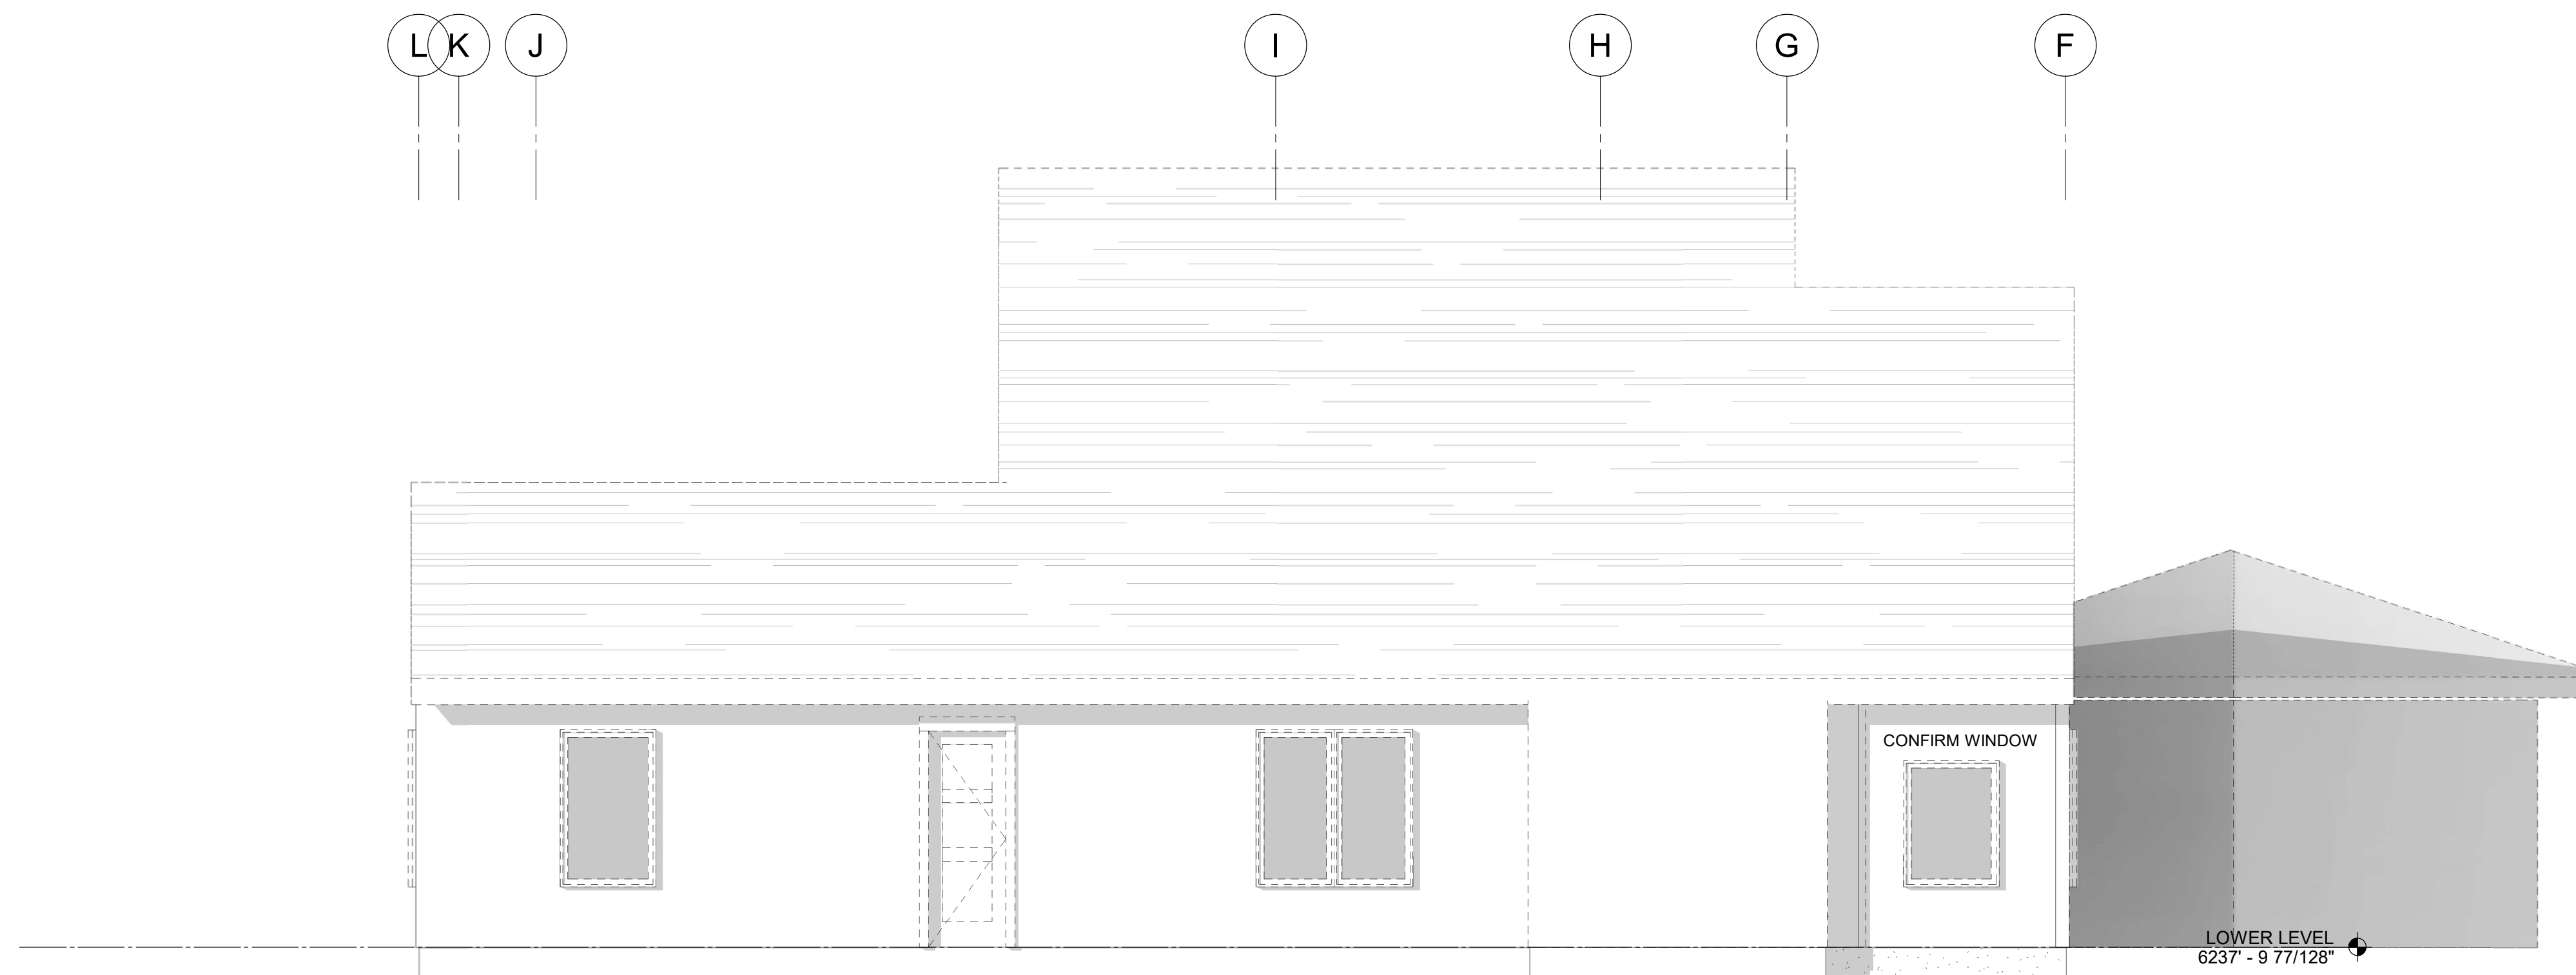 L K J I H G F
CONFIRM WINDOW
LOWER LEVEL
6237' - 9 77/128"